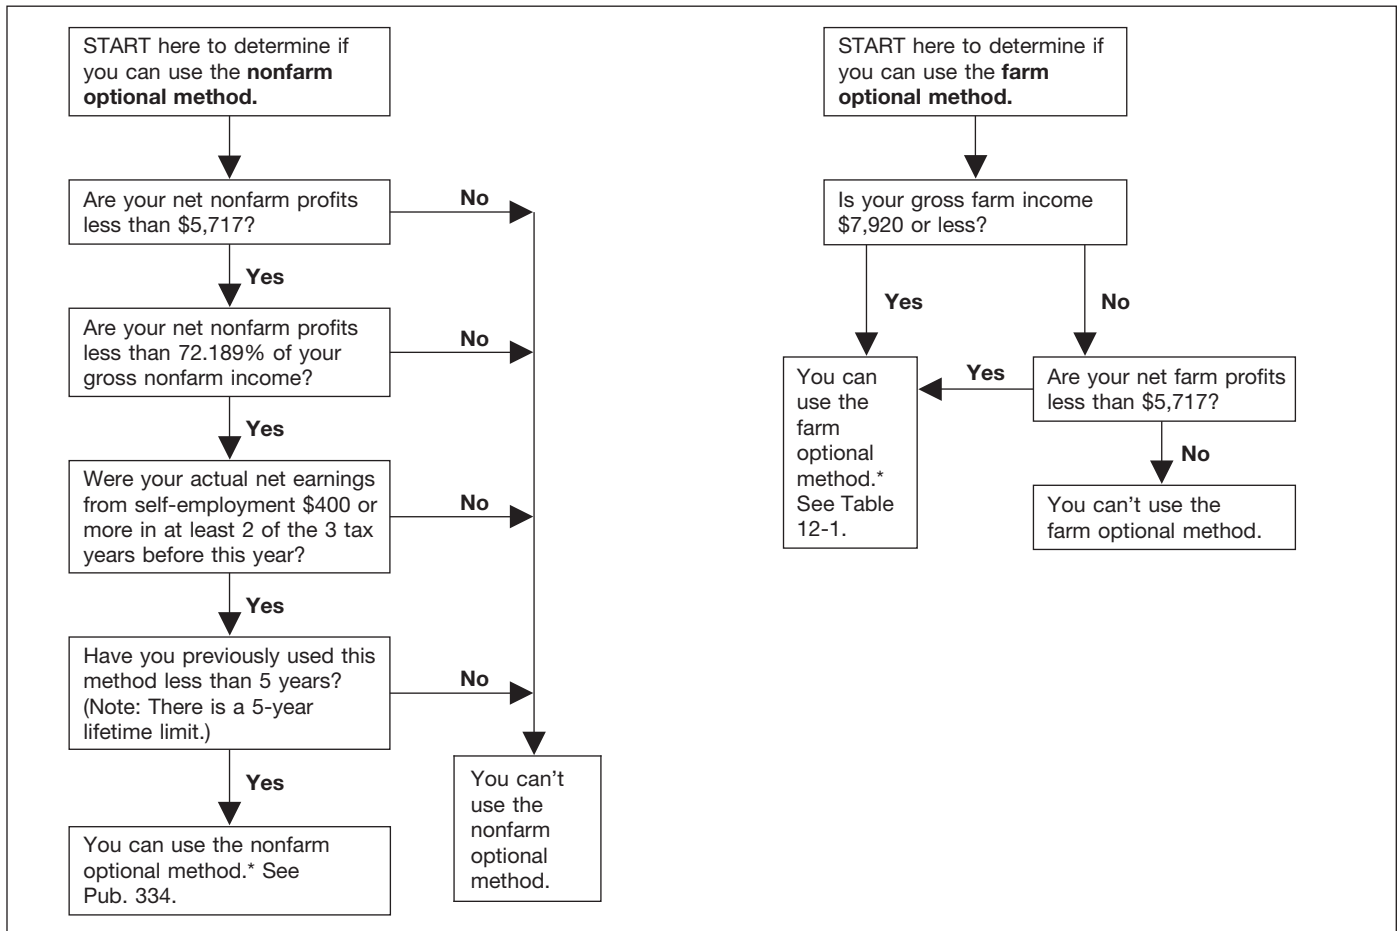 START here to determine if
you can use the nonfarm
optional method.
Are your net nonfarm profits
less than $5,717?
No
Yes
Are your net nonfarm profits
less than 72.189% of your
gross nonfarm income?
No
Yes
Were your actual net earnings
from self-employment $400 or
more in at least 2 of the 3 tax
years before this year?
No
Yes
Have you previously used this
method less than 5 years?
(Note: There is a 5-year
lifetime limit.)
No
Yes
You can use the nonfarm
optional method.* See
Pub. 334.
You can't
use the
nonfarm
optional
method.
START here to determine if
you can use the farm
optional method.
Is your gross farm income
$7,920 or less?
Yes
No
You can
use the
farm
optional
method.*
See Table
12-1.
Yes
Are your net farm profits
less than $5,717?
No
You can't use the
farm optional method.